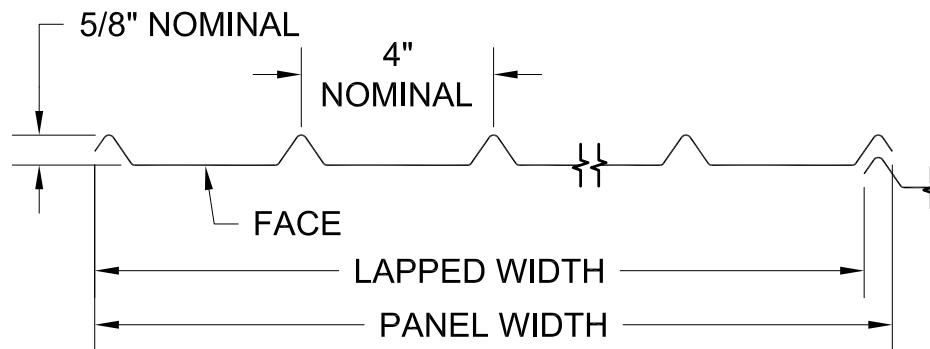 5/8" NOMINAL
4"
NOMINAL
FACE
LAPPED WIDTH
PANEL WIDTH